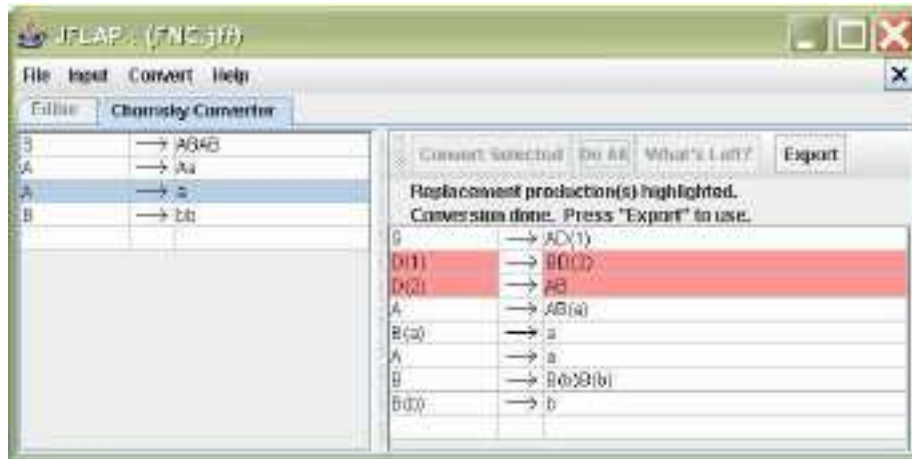 JFLAP : (FNC.jff)
File Input Convert Help
Editor Chomsky Converter
S → ABAB
A → Aa
A → a
B → bb
Convert Selected Do All What's Left? Export
Replacement production(s) highlighted.
Conversion done. Press "Export" to use.
S → AD(1)
D(1) → BD(2)
D(2) → AB
A → AB(a)
B(a) → a
A → a
B → B(b)B(b)
B(b) → b